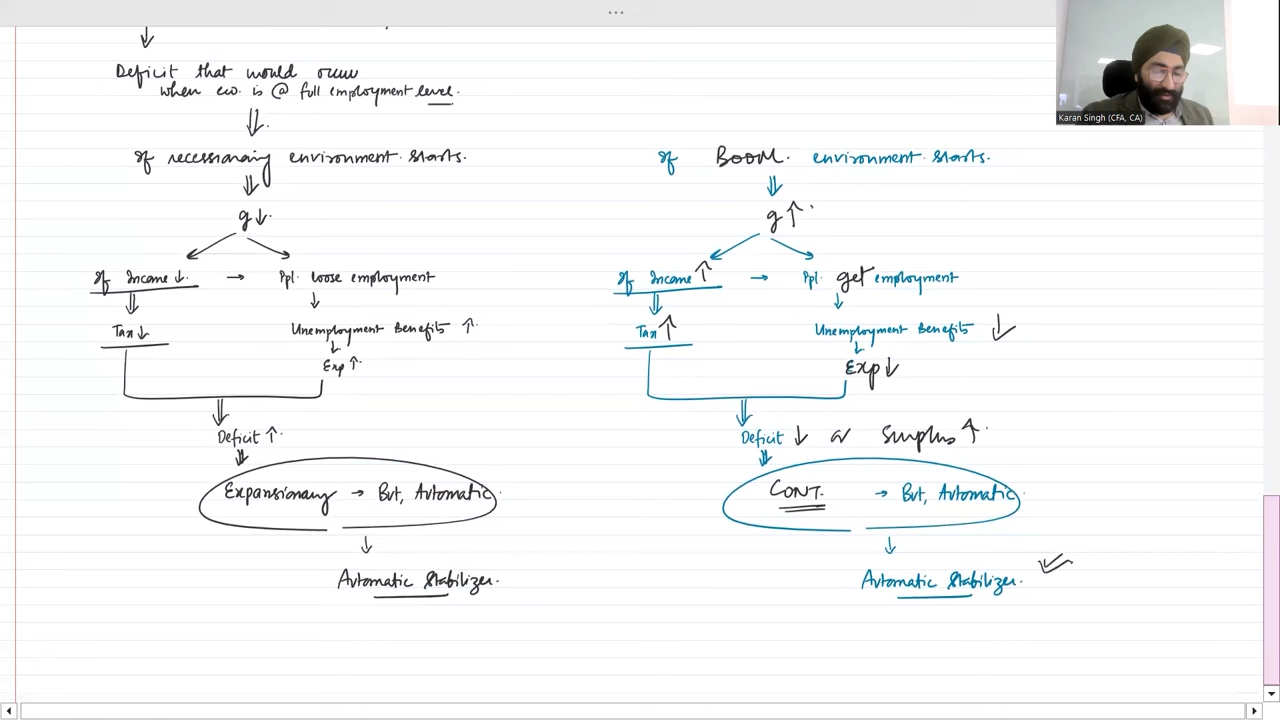 Deficit that would occur
when eco. is @ full employment level.
If recessionary environment starts.
g↓.
If Income ↓. → Ppl. loose employment
Tax↓
Unemployment Benefits ↑.
Exp ↑.
Deficit ↑.
Expansionary → But, Automatic.
Automatic Stabilizer.
If BOOM. environment starts.
g↑.
If Income ↑ → Ppl. get employment
Tax↑
Unemployment Benefits ↓
Exp↓
Deficit ↓ or Surplus ↑.
CONT. → But, Automatic.
Automatic Stabilizer.
Karan Singh (CFA, CA)